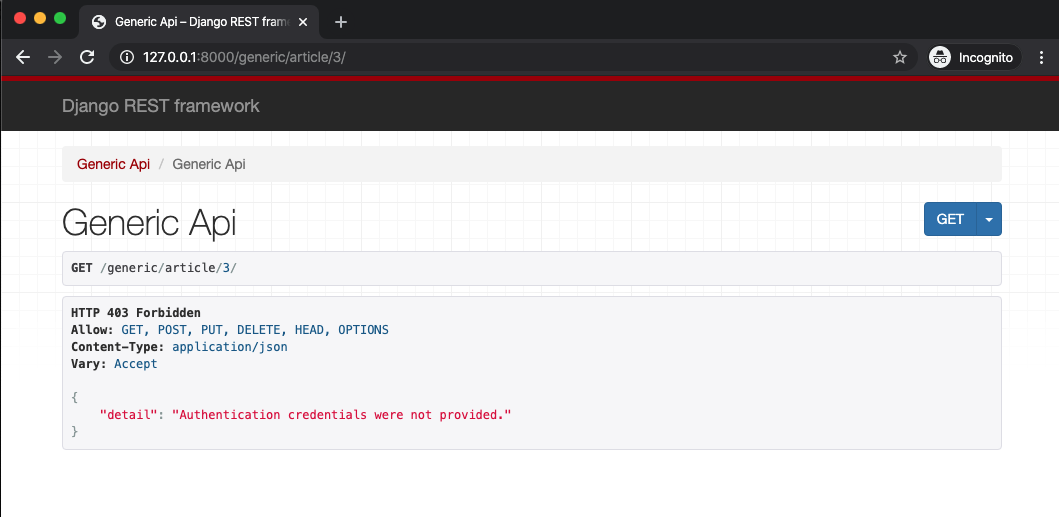 Generic Api – Django REST fram
127.0.0.1:8000/generic/article/3/
Incognito
Django REST framework
Generic Api / Generic Api
Generic Api
GET
GET /generic/article/3/
HTTP 403 Forbidden
Allow: GET, POST, PUT, DELETE, HEAD, OPTIONS
Content-Type: application/json
Vary: Accept
{
"detail": "Authentication credentials were not provided."
}